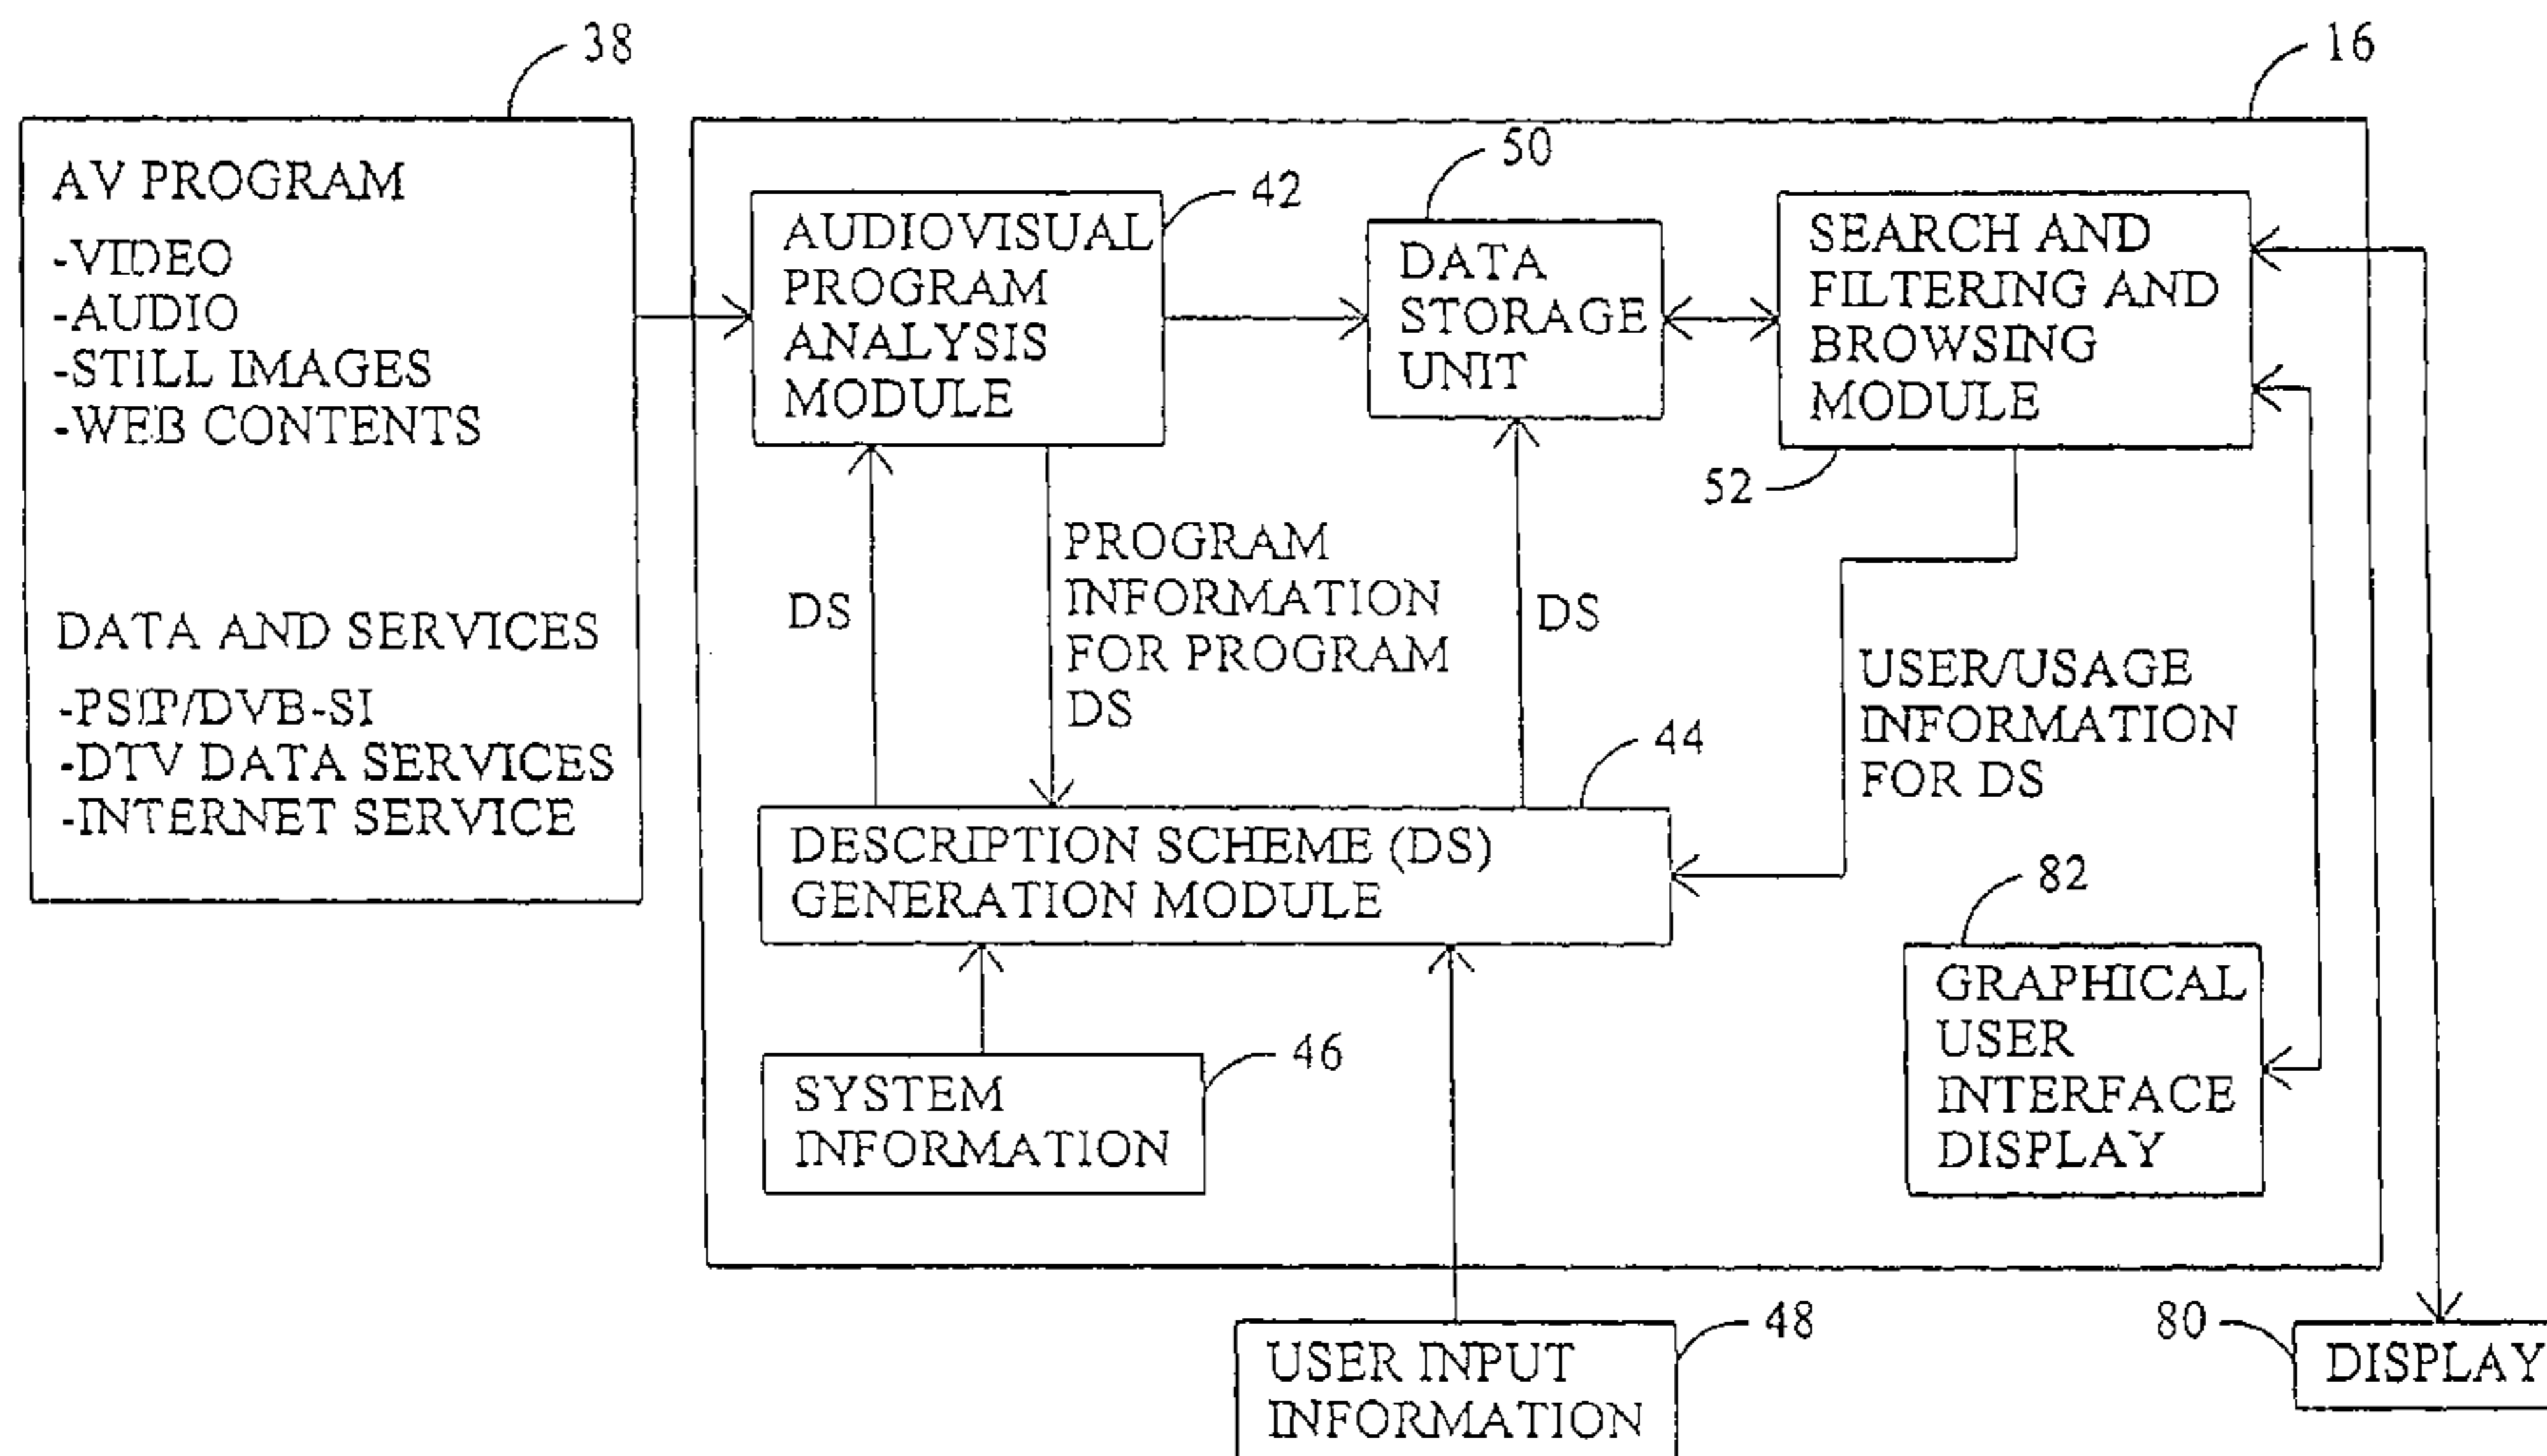 38
16
AV PROGRAM
-VIDEO
-AUDIO
-STILL IMAGES
-WEB CONTENTS
DATA AND SERVICES
-PSIP/DVB-SI
-DTV DATA SERVICES
-INTERNET SERVICE
42
AUDIOVISUAL
PROGRAM
ANALYSIS
MODULE
50
DATA
STORAGE
UNIT
SEARCH AND
FILTERING AND
BROWSING
MODULE
52
DS
PROGRAM
INFORMATION
FOR PROGRAM
DS
DS
USER/USAGE
INFORMATION
FOR DS
44
DESCRIPTION SCHEME (DS)
GENERATION MODULE
82
GRAPHICAL
USER
INTERFACE
DISPLAY
46
SYSTEM
INFORMATION
48
USER INPUT
INFORMATION
80
DISPLAY